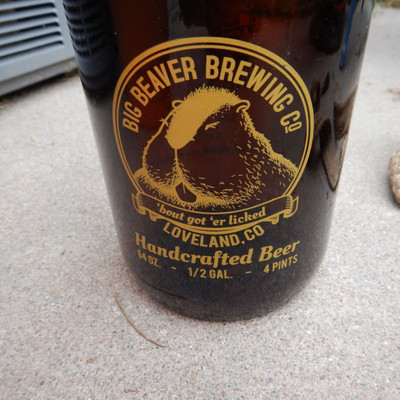 BIG BEAVER BREWING CO
'bout got 'er licked
LOVELAND, CO
Handcrafted Beer
64 OZ. - 1/2 GAL. - 4 PINTS